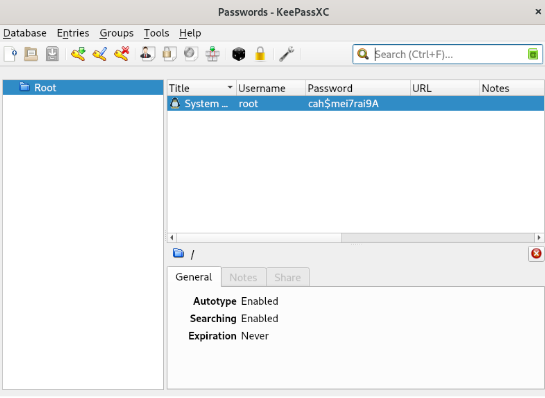 Passwords - KeePassXC
Database Entries Groups Tools Help
Search (Ctrl+F)...
Root
Title Username Password URL Notes
System ... root cah$mei7rai9A
/
General Notes Share
Autotype Enabled
Searching Enabled
Expiration Never